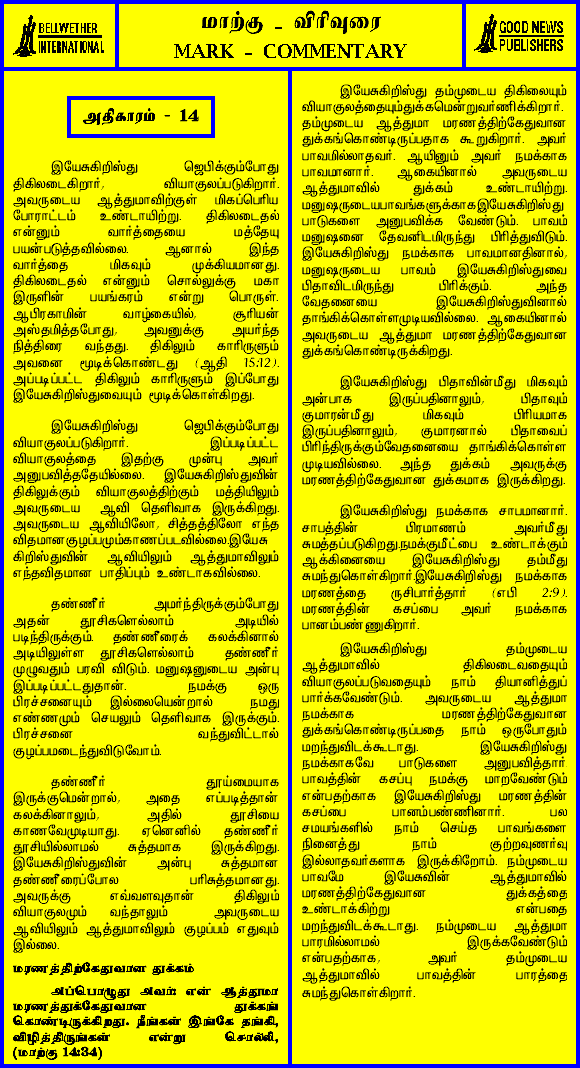 BELLWETHER
INTERNATIONAL
மாற்கு - விரிவுரை
MARK - COMMENTARY
GOOD NEWS
PUBLISHERS
அதிகாரம் - 14
இயேசுகிறிஸ்து ஜெபிக்கும்போது
திகிலடைகிறார், வியாகுலப்படுகிறார்.
அவருடைய ஆத்துமாவிற்குள் மிகப்பெரிய
போராட்டம் உண்டாயிற்று. திகிலடைதல்
என்னும் வார்த்தையை மத்தேயு
பயன்படுத்தவில்லை. ஆனால் இந்த
வார்த்தை மிகவும் முக்கியமானது.
திகிலடைதல் என்னும் சொல்லுக்கு மகா
இருளின் பயங்கரம் என்று பொருள்.
ஆபிரகாமின் வாழ்கையில், சூரியன்
அஸ்தமித்தபோது, அவனுக்கு அயர்ந்த
நித்திரை வந்தது. திகிலும் காரிருளும்
அவனை மூடிக்கொண்டது (ஆதி 15:12).
அப்படிப்பட்ட திகிலும் காரிருளும் இப்போது
இயேசுகிறிஸ்துவையும் மூடிக்கொள்கிறது.
இயேசுகிறிஸ்து ஜெபிக்கும்போது
வியாகுலப்படுகிறார். இப்படிப்பட்ட
வியாகுலத்தை இதற்கு முன்பு அவர்
அனுபவித்ததேயில்லை. இயேசுகிறிஸ்துவின்
திகிலுக்கும் வியாகுலத்திற்கும் மத்தியிலும்
அவருடைய ஆவி தெளிவாக இருக்கிறது.
அவருடைய ஆவியிலோ, சித்தத்திலோ எந்த
விதமானகுழப்பமும்காணப்படவில்லை.இயேசு
கிறிஸ்துவின் ஆவியிலும் ஆத்துமாவிலும்
எந்தவிதமான பாதிப்பும் உண்டாகவில்லை.
தண்ணீர் அமர்ந்திருக்கும்போது
அதன் தூசிகளெல்லாம் அடியில்
படிந்திருக்கும். தண்ணீரைக் கலக்கினால்
அடியிலுள்ள தூசிகளெல்லாம் தண்ணீர்
முழுவதும் பரவி விடும். மனுஷனுடைய அன்பு
இப்படிப்பட்டதுதான். நமக்கு ஒரு
பிரச்சனையும் இல்லையென்றால் நமது
எண்ணமும் செயலும் தெளிவாக இருக்கும்.
பிரச்சனை வந்துவிட்டால்
குழப்பமடைந்துவிடுவோம்.
தண்ணீர் தூய்மையாக
இருக்குமென்றால், அதை எப்படித்தான்
கலக்கினாலும், அதில் தூசியை
காணவேமுடியாது. ஏனெனில் தண்ணீர்
தூசியில்லாமல் சுத்தமாக இருக்கிறது.
இயேசுகிறிஸ்துவின் அன்பு சுத்தமான
தண்ணீரைப்போல பரிசுத்தமானது.
அவருக்கு எவ்வளவுதான் திகிலும்
வியாகுலமும் வந்தாலும் அவருடைய
ஆவியிலும் ஆத்துமாவிலும் குழப்பம் எதுவும்
இல்லை.
மரணத்திற்கேதுவான துக்கம்
அப்பொழுது அவர்: என் ஆத்துமா
மரணத்துக்கேதுவான துக்கங்
கொண்டிருக்கிறது. நீங்கள் இங்கே தங்கி,
விழித்திருங்கள் என்று சொல்லி,
(மாற்கு 14:34)
இயேசுகிறிஸ்து தம்முடைய திகிலையும்
வியாகுலத்தையும்துக்கமென்றுவர்ணிக்கிறார்.
தம்முடைய ஆத்துமா மரணத்திற்கேதுவான
துக்கங்கொண்டிருப்பதாக கூறுகிறார். அவர்
பாவமில்லாதவர். ஆயினும் அவர் நமக்காக
பாவமானார். ஆகையினால் அவருடைய
ஆத்துமாவில் துக்கம் உண்டாயிற்று.
மனுஷருடையபாவங்களுக்காகஇயேசுகிறிஸ்து
பாடுகளை அனுபவிக்க வேண்டும். பாவம்
மனுஷனை தேவனிடமிருந்து பிரித்துவிடும்.
இயேசுகிறிஸ்து நமக்காக பாவமானதினால்,
மனுஷருடைய பாவம் இயேசுகிறிஸ்துவை
பிதாவிடமிருந்து பிரிக்கும். அந்த
வேதனையை இயேசுகிறிஸ்துவினால்
தாங்கிக்கொள்ளமுடியவில்லை. ஆகையினால்
அவருடைய ஆத்துமா மரணத்திற்கேதுவான
துக்கங்கொண்டிருக்கிறது.
இயேசுகிறிஸ்து பிதாவின்மீது மிகவும்
அன்பாக இருப்பதினாலும், பிதாவும்
குமாரன்மீது மிகவும் பிரியமாக
இருப்பதினாலும், குமாரனால் பிதாவைப்
பிரிந்திருக்கும்வேதனையை தாங்கிக்கொள்ள
முடியவில்லை. அந்த துக்கம் அவருக்கு
மரணத்திற்கேதுவான துக்கமாக இருக்கிறது.
இயேசுகிறிஸ்து நமக்காக சாபமானார்.
சாபத்தின் பிரமாணம் அவர்மீது
சுமத்தப்படுகிறது.நமக்குமீட்பை உண்டாக்கும்
ஆக்கினையை இயேசுகிறிஸ்து தம்மீது
சுமந்துகொள்கிறார்.இயேசுகிறிஸ்து நமக்காக
மரணத்தை ருசிபார்த்தார் (எபி 2:9).
மரணத்தின் கசப்பை அவர் நமக்காக
பானம்பண்ணுகிறார்.
இயேசுகிறிஸ்து தம்முடைய
ஆத்துமாவில் திகிலடைவதையும்
வியாகுலப்படுவதையும் நாம் தியானித்துப்
பார்க்கவேண்டும். அவருடைய ஆத்துமா
நமக்காக மரணத்திற்கேதுவான
துக்கங்கொண்டிருப்பதை நாம் ஒருபோதும்
மறந்துவிடக்கூடாது. இயேசுகிறிஸ்து
நமக்காகவே பாடுகளை அனுபவித்தார்.
பாவத்தின் கசப்பு நமக்கு மாறவேண்டும்
என்பதற்காக இயேசுகிறிஸ்து மரணத்தின்
கசப்பை பானம்பண்ணினார். பல
சமயங்களில் நாம் செய்த பாவங்களை
நினைத்து நாம் குற்றவுணர்வு
இல்லாதவர்களாக இருக்கிறோம். நம்முடைய
பாவமே இயேசுவின் ஆத்துமாவில்
மரணத்திற்கேதுவான துக்கத்தை
உண்டாக்கிற்று என்பதை
மறந்துவிடக்கூடாது. நம்முடைய ஆத்துமா
பாரமில்லாமல் இருக்கவேண்டும்
என்பதற்காக, அவர் தம்முடைய
ஆத்துமாவில் பாவத்தின் பாரத்தை
சுமந்துகொள்கிறார்.